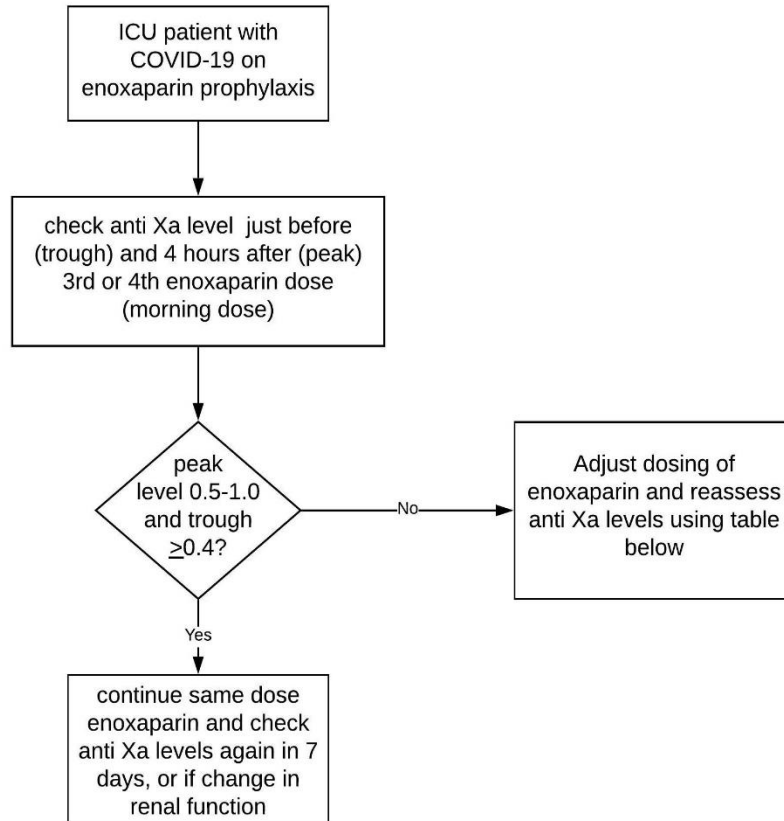 ICU patient with
COVID-19 on
enoxaparin prophylaxis
check anti Xa level just before
(trough) and 4 hours after (peak)
3rd or 4th enoxaparin dose
(morning dose)
peak
level 0.5-1.0
and trough
≥0.4?
No
Adjust dosing of
enoxaparin and reassess
anti Xa levels using table
below
Yes
continue same dose
enoxaparin and check
anti Xa levels again in 7
days, or if change in
renal function